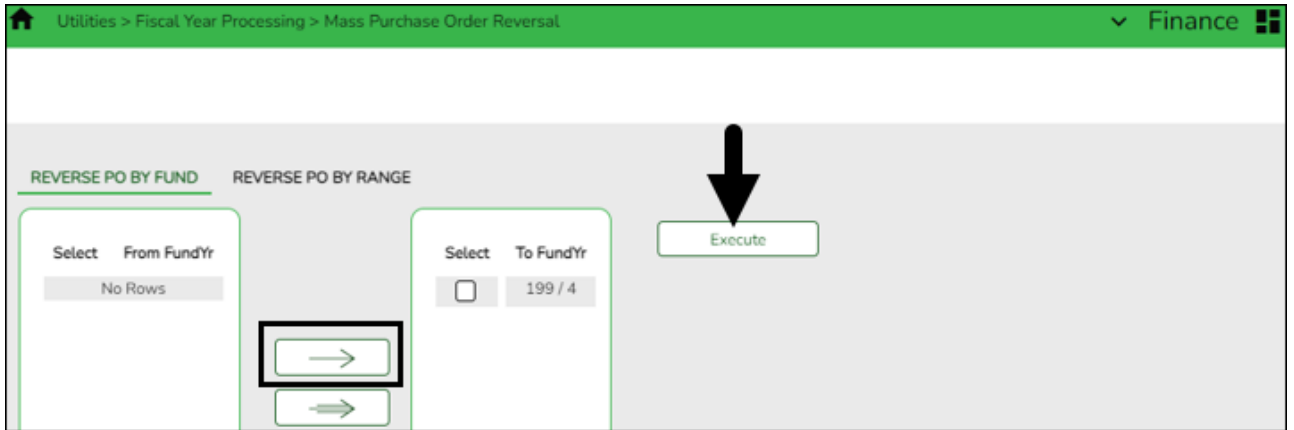 Utilities > Fiscal Year Processing > Mass Purchase Order Reversal
Finance
REVERSE PO BY FUND
REVERSE PO BY RANGE
Select From FundYr
No Rows
Select To FundYr
199 / 4
Execute